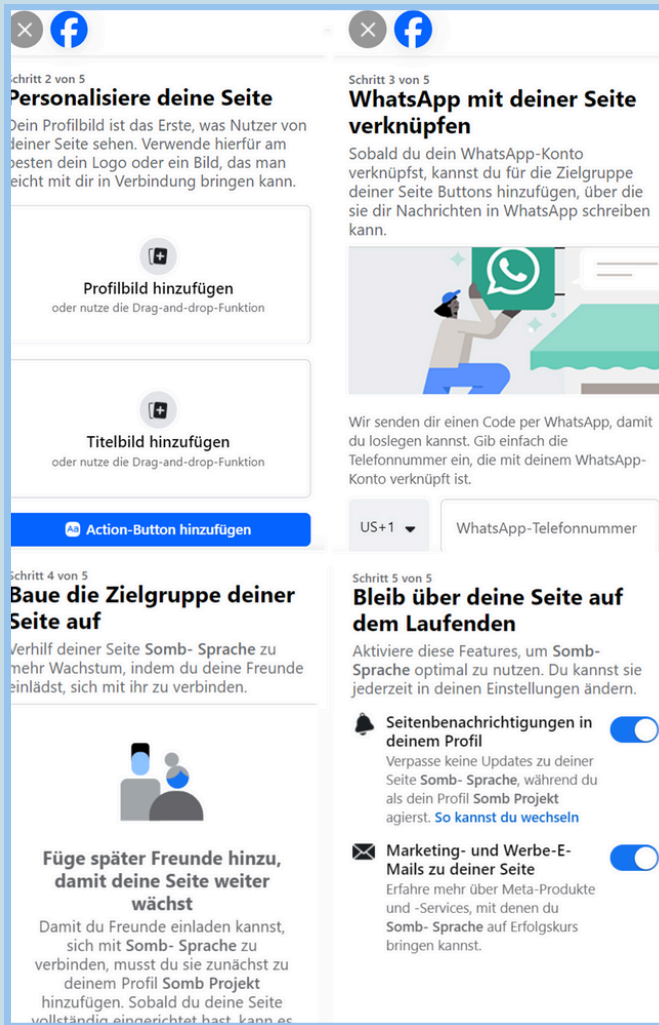 Schritt 2 von 5
Personalisiere deine Seite
Dein Profilbild ist das Erste, was Nutzer von
deiner Seite sehen. Verwende hierfür am
besten dein Logo oder ein Bild, das man
leicht mit dir in Verbindung bringen kann.
Profilbild hinzufügen
oder nutze die Drag-and-drop-Funktion
Titelbild hinzufügen
oder nutze die Drag-and-drop-Funktion
Aa Action-Button hinzufügen
Schritt 3 von 5
WhatsApp mit deiner Seite
verknüpfen
Sobald du dein WhatsApp-Konto
verknüpfst, kannst du für die Zielgruppe
deiner Seite Buttons hinzufügen, über die
sie dir Nachrichten in WhatsApp schreiben
kann.
Wir senden dir einen Code per WhatsApp, damit
du loslegen kannst. Gib einfach die
Telefonnummer ein, die mit deinem WhatsApp-
Konto verknüpft ist.
US+1
WhatsApp-Telefonnummer
Schritt 4 von 5
Baue die Zielgruppe deiner
Seite auf
Verhilf deiner Seite Somb- Sprache zu
mehr Wachstum, indem du deine Freunde
einlädst, sich mit ihr zu verbinden.
Füge später Freunde hinzu,
damit deine Seite weiter
wächst
Damit du Freunde einladen kannst,
sich mit Somb- Sprache zu
verbinden, musst du sie zunächst zu
deinem Profil Somb Projekt
hinzufügen. Sobald du deine Seite
vollständig eingerichtet hast, kann es
Schritt 5 von 5
Bleib über deine Seite auf
dem Laufenden
Aktiviere diese Features, um Somb-
Sprache optimal zu nutzen. Du kannst sie
jederzeit in deinen Einstellungen ändern.
Seitenbenachrichtigungen in
deinem Profil
Verpasse keine Updates zu deiner
Seite Somb- Sprache, während du
als dein Profil Somb Projekt
agierst. So kannst du wechseln
Marketing- und Werbe-E-
Mails zu deiner Seite
Erfahre mehr über Meta-Produkte
und -Services, mit denen du
Somb- Sprache auf Erfolgskurs
bringen kannst.